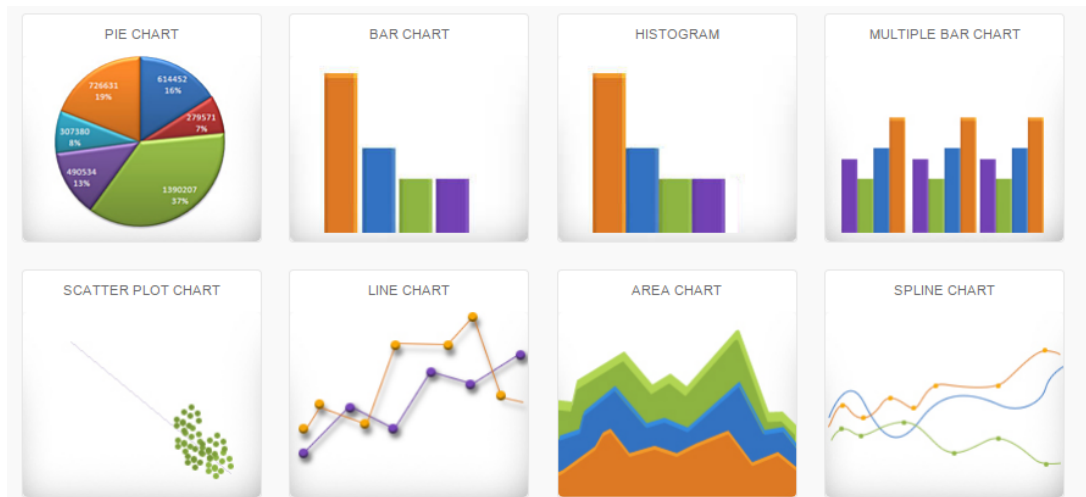 PIE CHART
BAR CHART
HISTOGRAM
MULTIPLE BAR CHART
726631
19%
614452
16%
279571
7%
307380
8%
490534
13%
1390207
37%
SCATTER PLOT CHART
LINE CHART
AREA CHART
SPLINE CHART